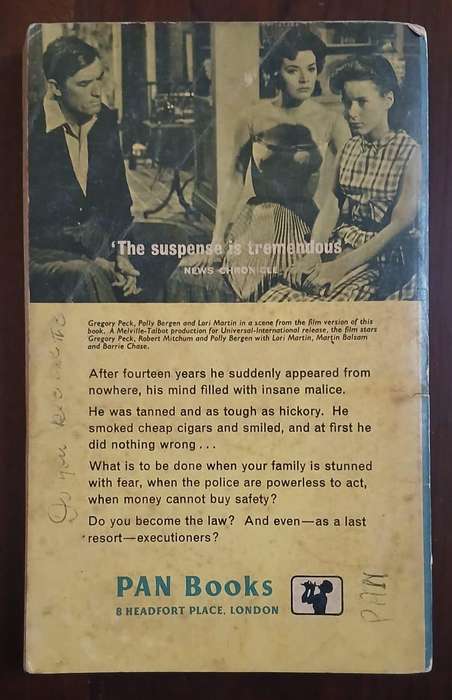 'The suspense is tremendous'
NEWS CHRONICLE
Gregory Peck, Polly Bergen and Lori Martin in a scene from the film version of this
book. A Melville-Talbot production for Universal-International release, the film stars
Gregory Peck, Robert Mitchum and Polly Bergen with Lori Martin, Martin Balsam
and Barrie Chase.
After fourteen years he suddenly appeared from
nowhere, his mind filled with insane malice.
He was tanned and as tough as hickory. He
smoked cheap cigars and smiled, and at first he
did nothing wrong . . .
What is to be done when your family is stunned
with fear, when the police are powerless to act,
when money cannot buy safety?
Do you become the law? And even—as a last
resort—executioners?
PAN Books
8 HEADFORT PLACE, LONDON
PAN